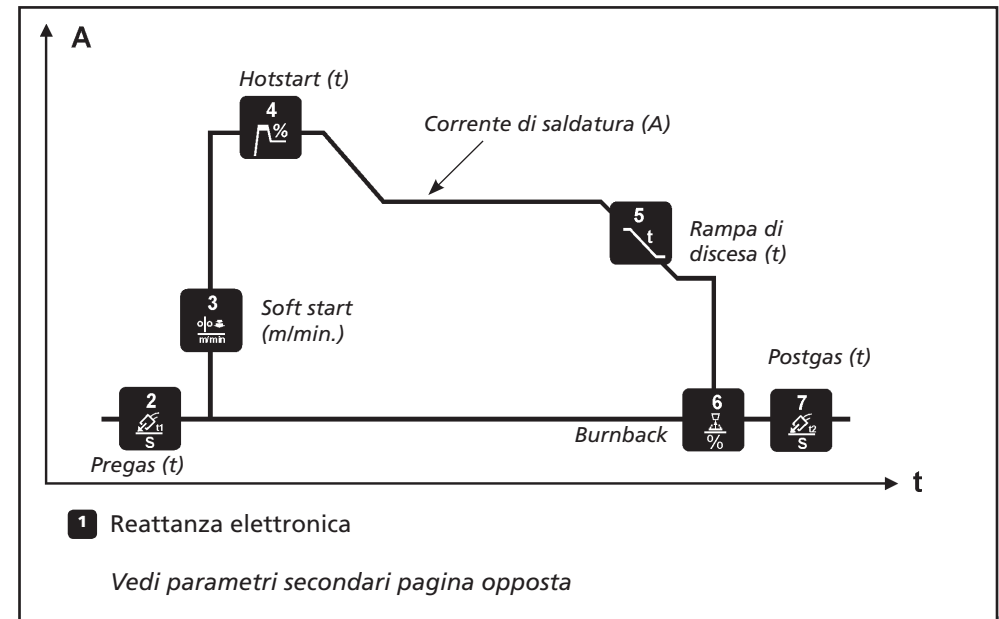 A
Hotstart (t)
4
%
Corrente di saldatura (A)
5
t
Rampa di
discesa (t)
3
m/min
Soft start
(m/min.)
Postgas (t)
2
t1
S
Pregas (t)
6
%
Burnback
7
t2
S
t
1 Reattanza elettronica
Vedi parametri secondari pagina opposta